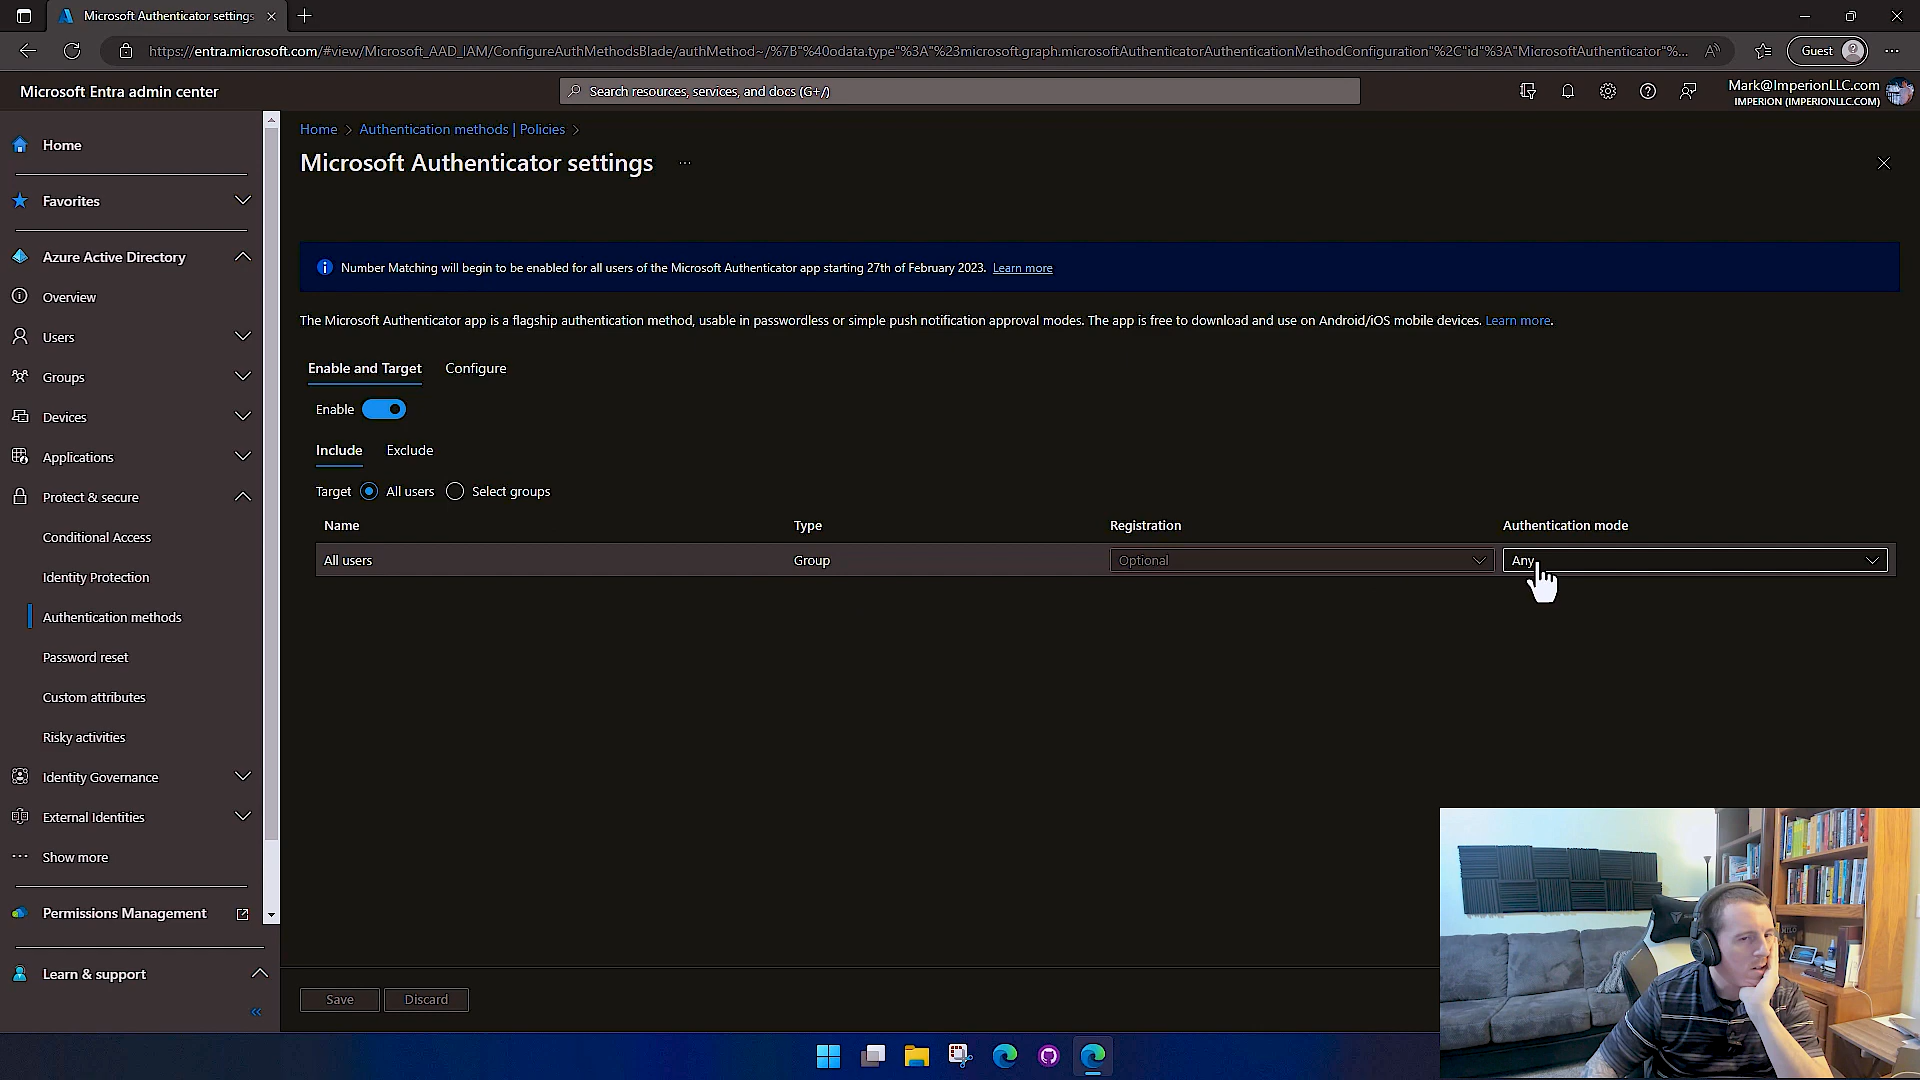 Microsoft Authenticator settings
https://entra.microsoft.com/#view/Microsoft_AAD_IAM/ConfigureAuthMethodsBlade/authMethod~/%7B"%40odata.type"%3A"%23microsoft.graph.microsoftAuthenticatorAuthenticationMethodConfiguration"%2C"id"%3A"MicrosoftAuthenticator"%...
Guest
Microsoft Entra admin center
Search resources, services, and docs (G+/)
Mark@ImperionLLC.com
IMPERION (IMPERIONLLC.COM)
Home
Favorites
Azure Active Directory
Overview
Users
Groups
Devices
Applications
Protect & secure
Conditional Access
Identity Protection
Authentication methods
Password reset
Custom attributes
Risky activities
Identity Governance
External Identities
Show more
Permissions Management
Learn & support
Home > Authentication methods | Policies >
Microsoft Authenticator settings ...
Number Matching will begin to be enabled for all users of the Microsoft Authenticator app starting 27th of February 2023. Learn more
The Microsoft Authenticator app is a flagship authentication method, usable in passwordless or simple push notification approval modes. The app is free to download and use on Android/iOS mobile devices. Learn more.
Enable and Target Configure
Enable
Include Exclude
Target All users Select groups
Name Type Registration Authentication mode
All users Group Optional Any
Save Discard